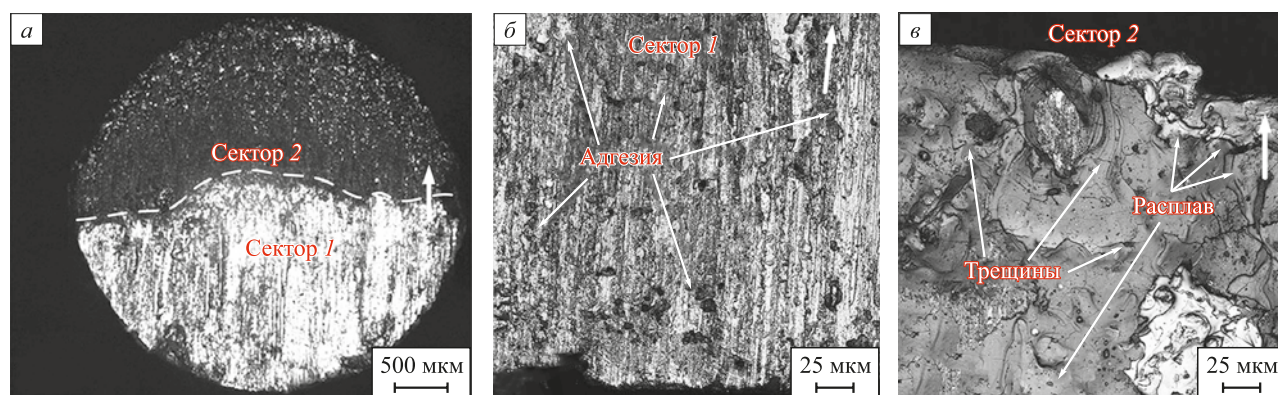 а
Сектор 2
Сектор 1
500 мкм
б
Сектор 1
Адгезия
25 мкм
в
Сектор 2
Расплав
Трещины
25 мкм